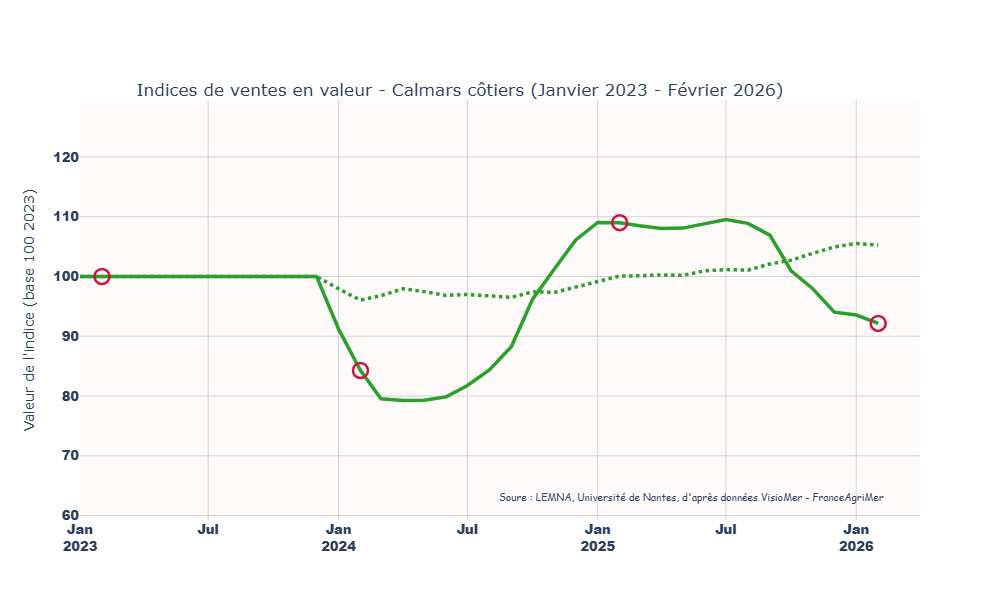 Indices de ventes en valeur - Calmars côtiers (Janvier 2023 - Février 2026)
Valeur de l'indice (base 100 2023)
120
110
100
90
80
70
60
Soure : LEMNA, Université de Nantes, d'après données VisioMer - FranceAgriMer
Jan Jul Jan Jul Jan Jul Jan
2023 2024 2025 2026